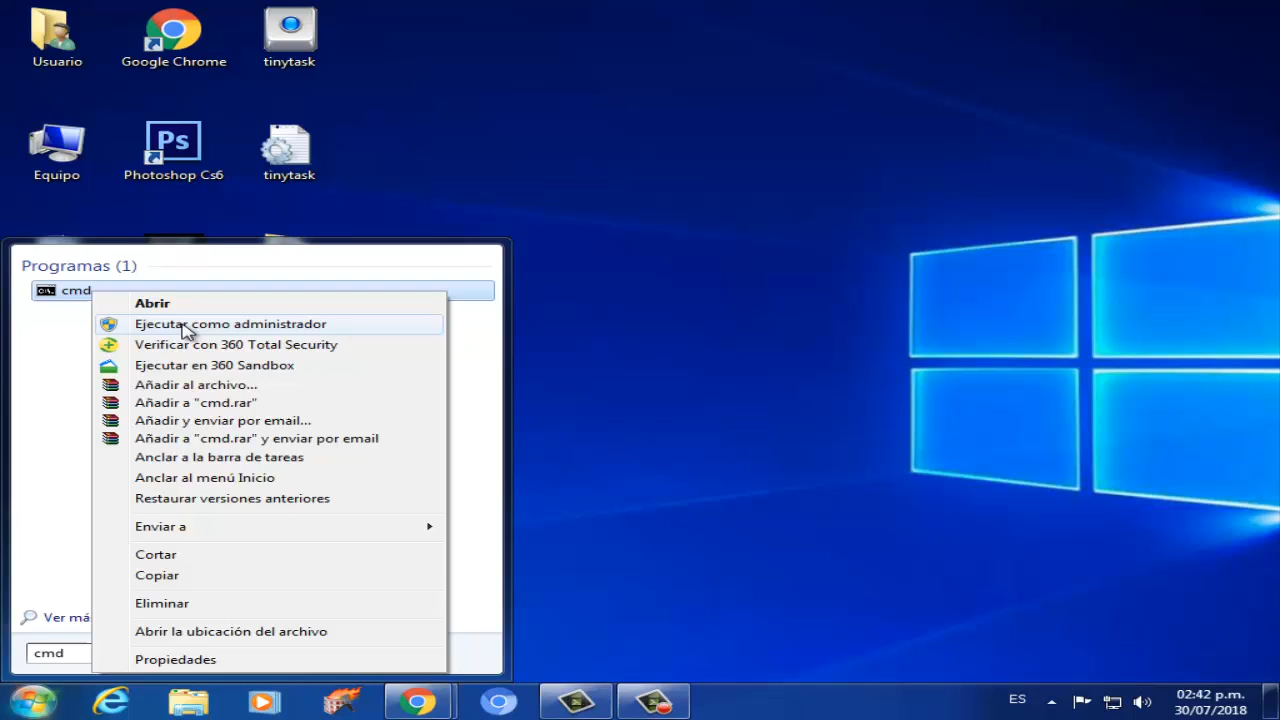 Usuario
Google Chrome
tinytask
Equipo
Ps
Photoshop Cs6
tinytask
Programas (1)
cmd
Abrir
Ejecutar como administrador
Verificar con 360 Total Security
Ejecutar en 360 Sandbox
Añadir al archivo...
Añadir a "cmd.rar"
Añadir y enviar por email...
Añadir a "cmd.rar" y enviar por email
Anclar a la barra de tareas
Anclar al menú Inicio
Restaurar versiones anteriores
Enviar a
Cortar
Copiar
Eliminar
Abrir la ubicación del archivo
Propiedades
Ver má
cmd
ES
02:42 p.m.
30/07/2018